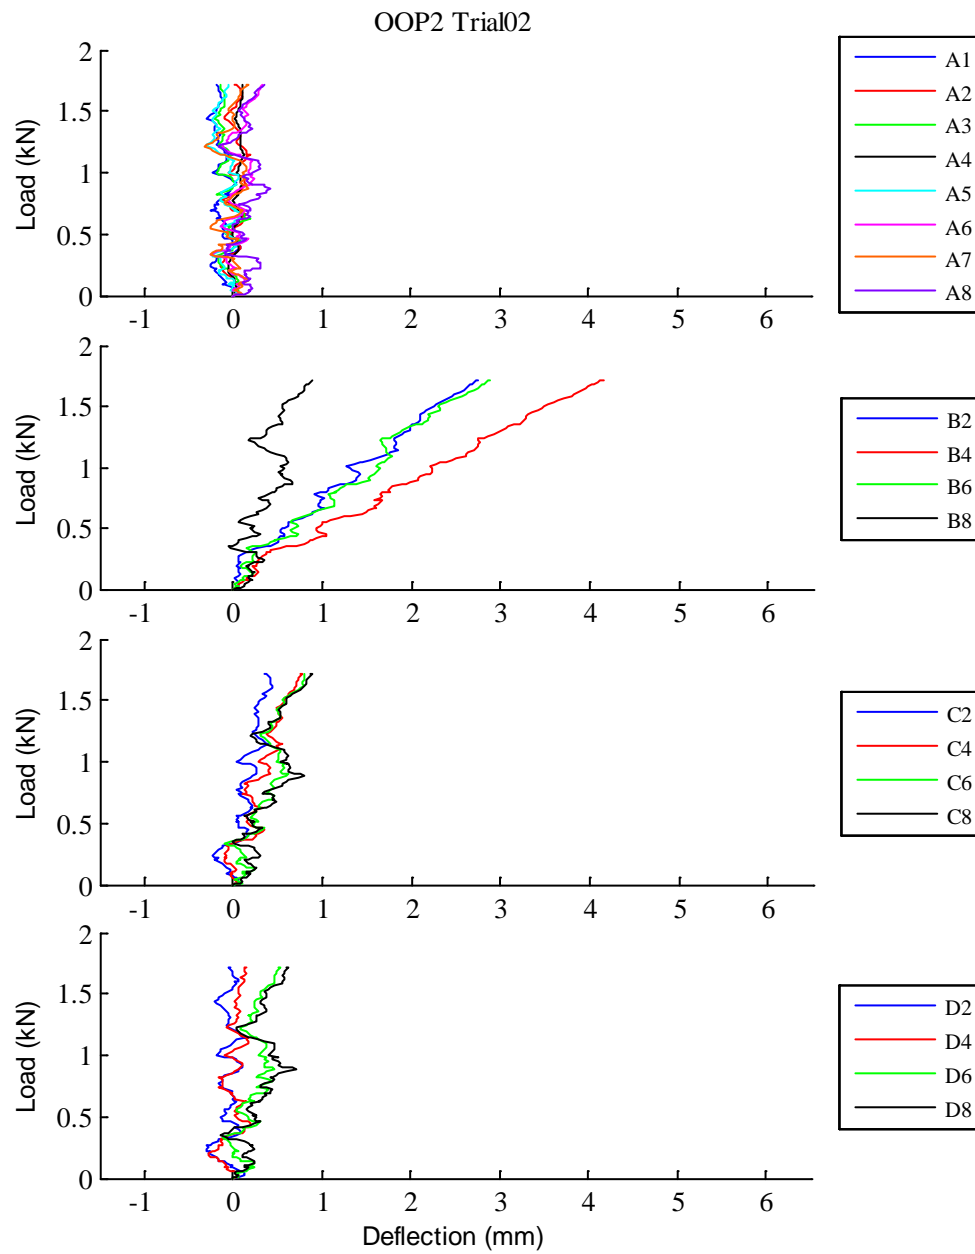 OOP2 Trial02
2
1.5
1
0.5
0
Load (kN)
-1 0 1 2 3 4 5 6
A1
A2
A3
A4
A5
A6
A7
A8
2
1.5
1
0.5
0
Load (kN)
-1 0 1 2 3 4 5 6
B2
B4
B6
B8
2
1.5
1
0.5
0
Load (kN)
-1 0 1 2 3 4 5 6
C2
C4
C6
C8
2
1.5
1
0.5
0
Load (kN)
-1 0 1 2 3 4 5 6
Deflection (mm)
D2
D4
D6
D8